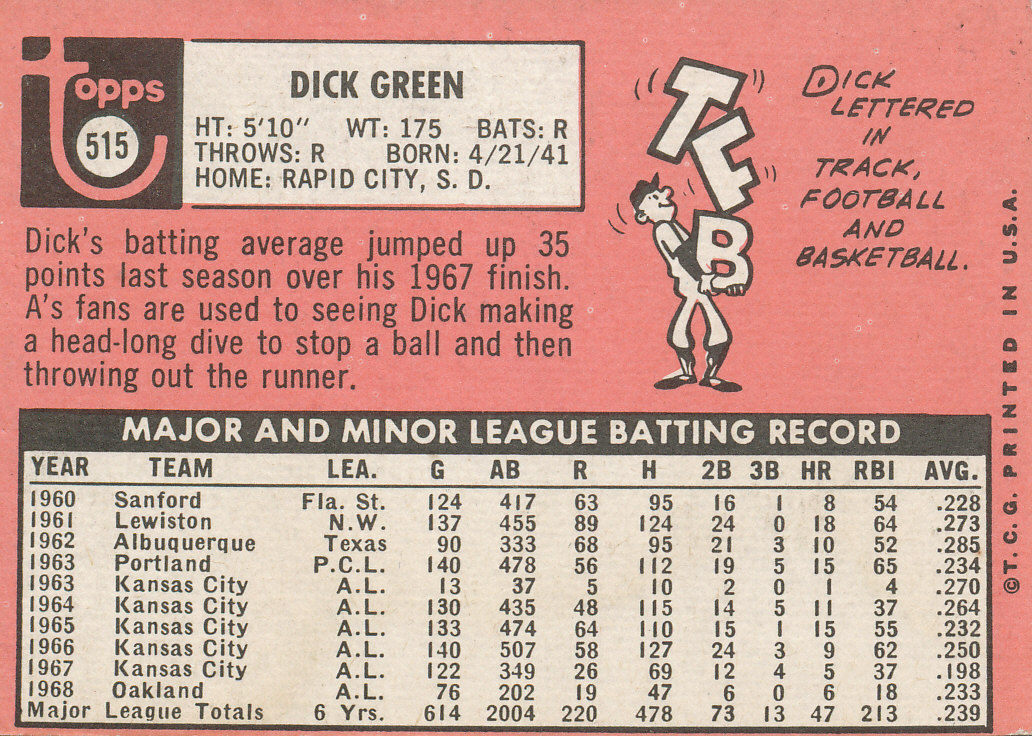 Topps
515
DICK GREEN
HT: 5'10" WT: 175 BATS: R
THROWS: R BORN: 4/21/41
HOME: RAPID CITY, S. D.
Dick's batting average jumped up 35
points last season over his 1967 finish.
A's fans are used to seeing Dick making
a head-long dive to stop a ball and then
throwing out the runner.
T F B
DICK
LETTERED
IN
TRACK,
FOOTBALL
AND
BASKETBALL.
MAJOR AND MINOR LEAGUE BATTING RECORD
YEAR TEAM LEA. G AB R H 2B 3B HR RBI AVG.
1960 Sanford Fla. St. 124 417 63 95 16 1 8 54 .228
1961 Lewiston N.W. 137 455 89 124 24 0 18 64 .273
1962 Albuquerque Texas 90 333 68 95 21 3 10 52 .285
1963 Portland P.C.L. 140 478 56 112 19 5 15 65 .234
1963 Kansas City A.L. 13 37 5 10 2 0 1 4 .270
1964 Kansas City A.L. 130 435 48 115 14 5 11 37 .264
1965 Kansas City A.L. 133 474 64 110 15 1 15 55 .232
1966 Kansas City A.L. 140 507 58 127 24 3 9 62 .250
1967 Kansas City A.L. 122 349 26 69 12 4 5 37 .198
1968 Oakland A.L. 76 202 19 47 6 0 6 18 .233
Major League Totals 6 Yrs. 614 2004 220 478 73 13 47 213 .239
© T. C. G. PRINTED IN U.S.A.